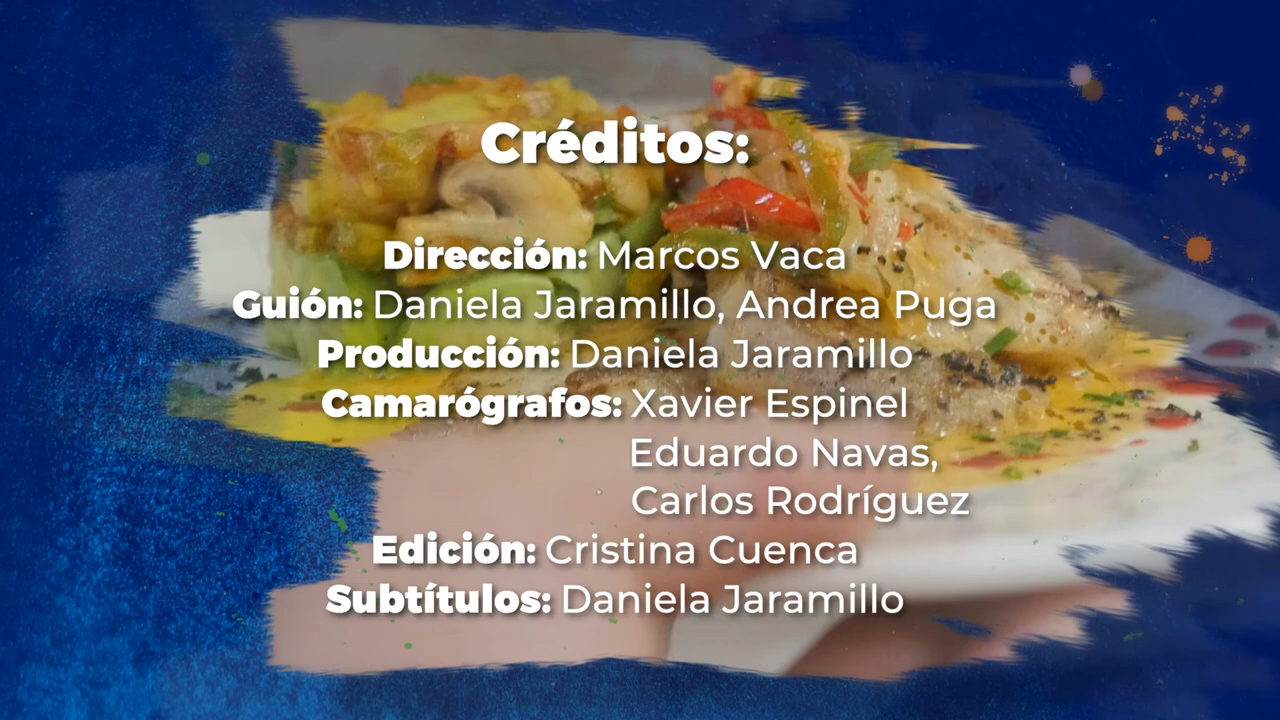 Créditos:
Dirección: Marcos Vaca
Guión: Daniela Jaramillo, Andrea Puga
Producción: Daniela Jaramillo
Camarógrafos: Xavier Espinel
Eduardo Navas,
Carlos Rodríguez
Edición: Cristina Cuenca
Subtítulos: Daniela Jaramillo